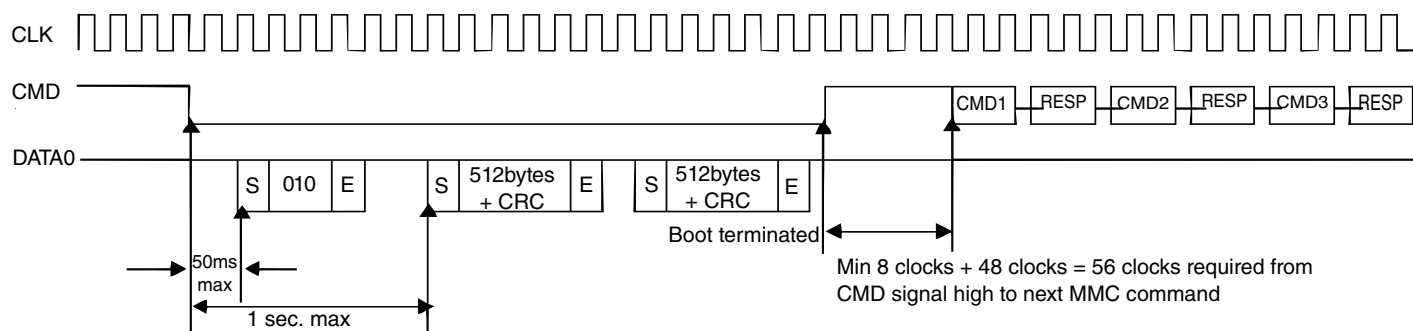 CLK
CMD
CMD1 RESP CMD2 RESP CMD3 RESP
DATA0
S 010 E S 512bytes + CRC E S 512bytes + CRC E
Boot terminated
50ms
max
1 sec. max
Min 8 clocks + 48 clocks = 56 clocks required from
CMD signal high to next MMC command